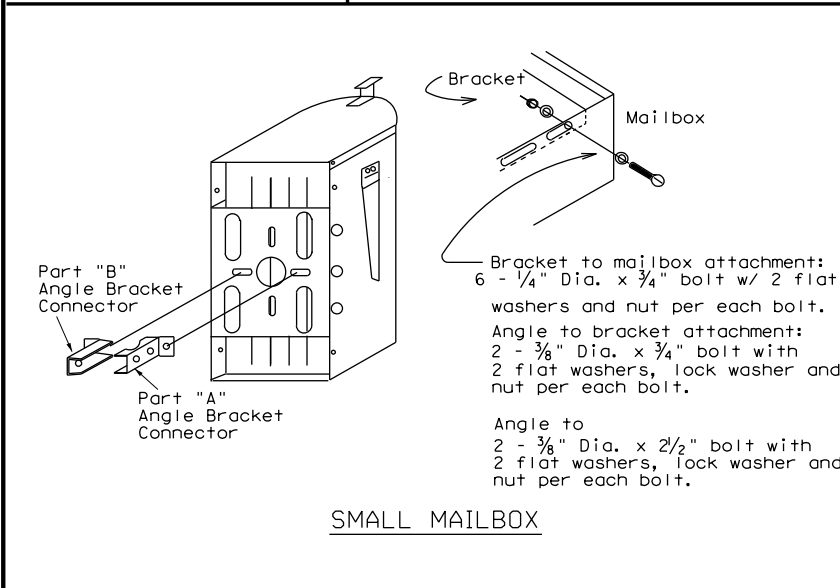 Bracket
Mailbox
Part "B"
Angle Bracket
Connector
Part "A"
Angle Bracket
Connector
Bracket to mailbox attachment:
6 - 1/4" Dia. x 3/4" bolt w/ 2 flat
washers and nut per each bolt.
Angle to bracket attachment:
2 - 3/8" Dia. x 3/4" bolt with
2 flat washers, lock washer and
nut per each bolt.
Angle to
2 - 3/8" Dia. x 2 1/2" bolt with
2 flat washers, lock washer and
nut per each bolt.
SMALL MAILBOX